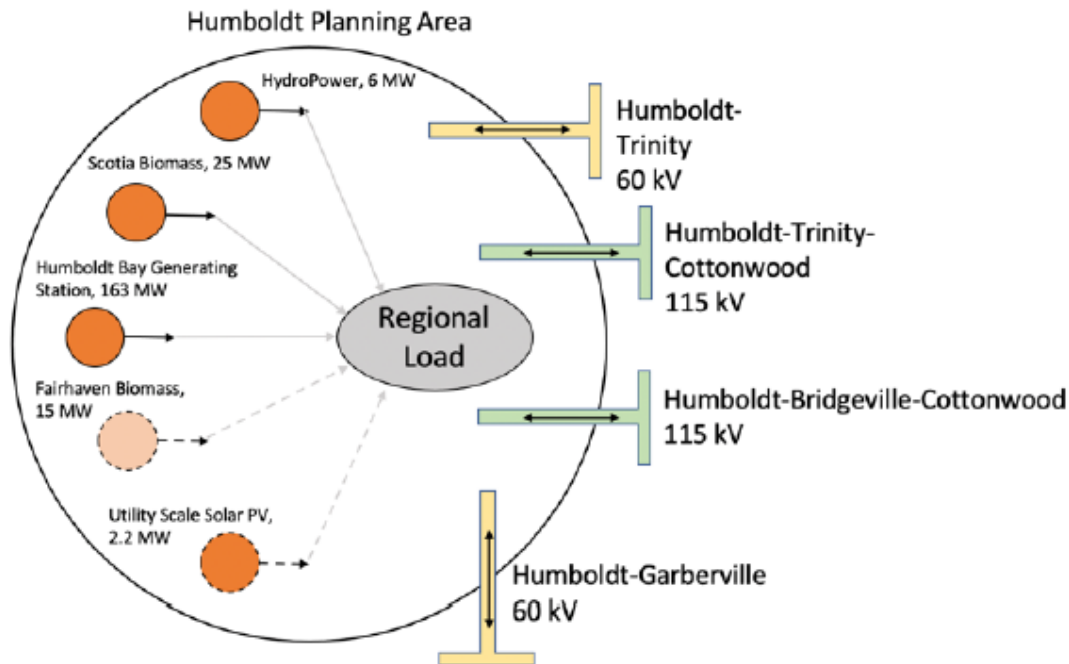 Humboldt Planning Area
HydroPower, 6 MW
Scotia Biomass, 25 MW
Humboldt Bay Generating
Station, 163 MW
Fairhaven Biomass,
15 MW
Utility Scale Solar PV,
2.2 MW
Regional
Load
Humboldt-
Trinity
60 kV
Humboldt-Trinity-
Cottonwood
115 kV
Humboldt-Bridgeville-Cottonwood
115 kV
Humboldt-Garberville
60 kV